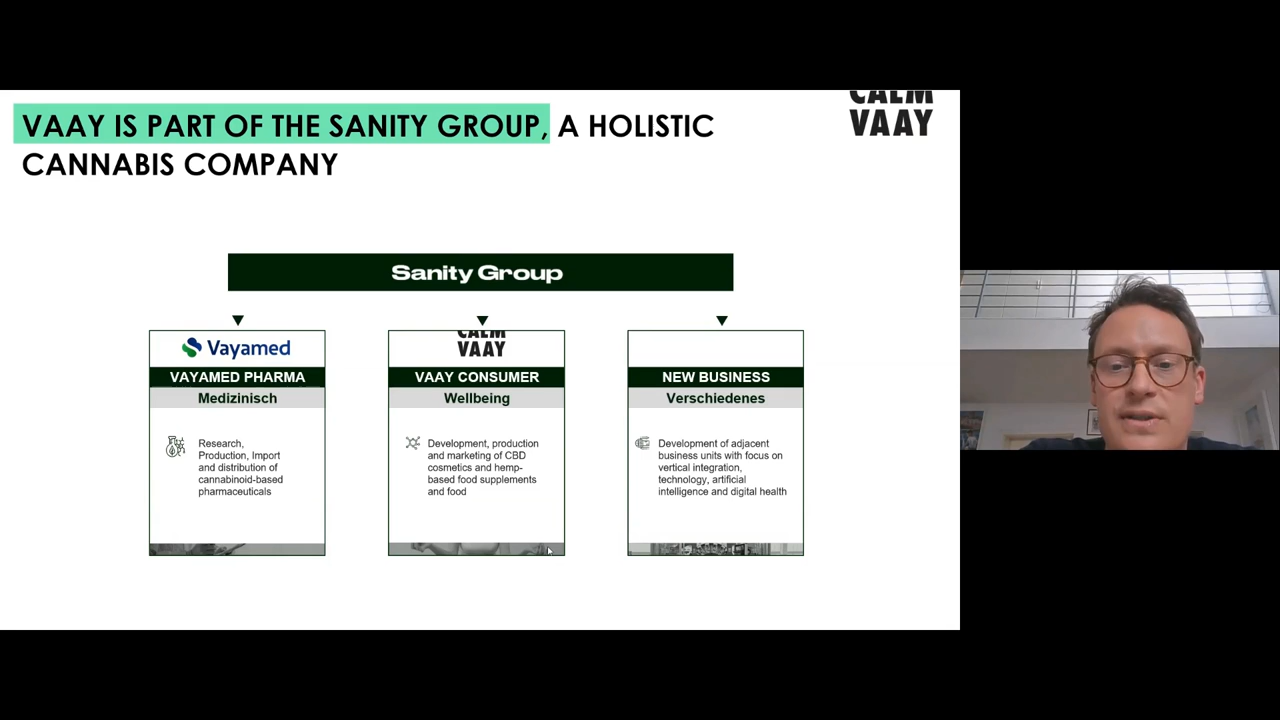 CALM
VAAY
VAAY IS PART OF THE SANITY GROUP, A HOLISTIC
CANNABIS COMPANY
Sanity Group
Vayamed
VAYAMED PHARMA
Medizinisch
Research,
Production, Import
and distribution of
cannabinoid-based
pharmaceuticals
CALM
VAAY
VAAY CONSUMER
Wellbeing
Development, production
and marketing of CBD
cosmetics and hemp-
based food supplements
and food
NEW BUSINESS
Verschiedenes
Development of adjacent
business units with focus on
vertical integration,
technology, artificial
intelligence and digital health